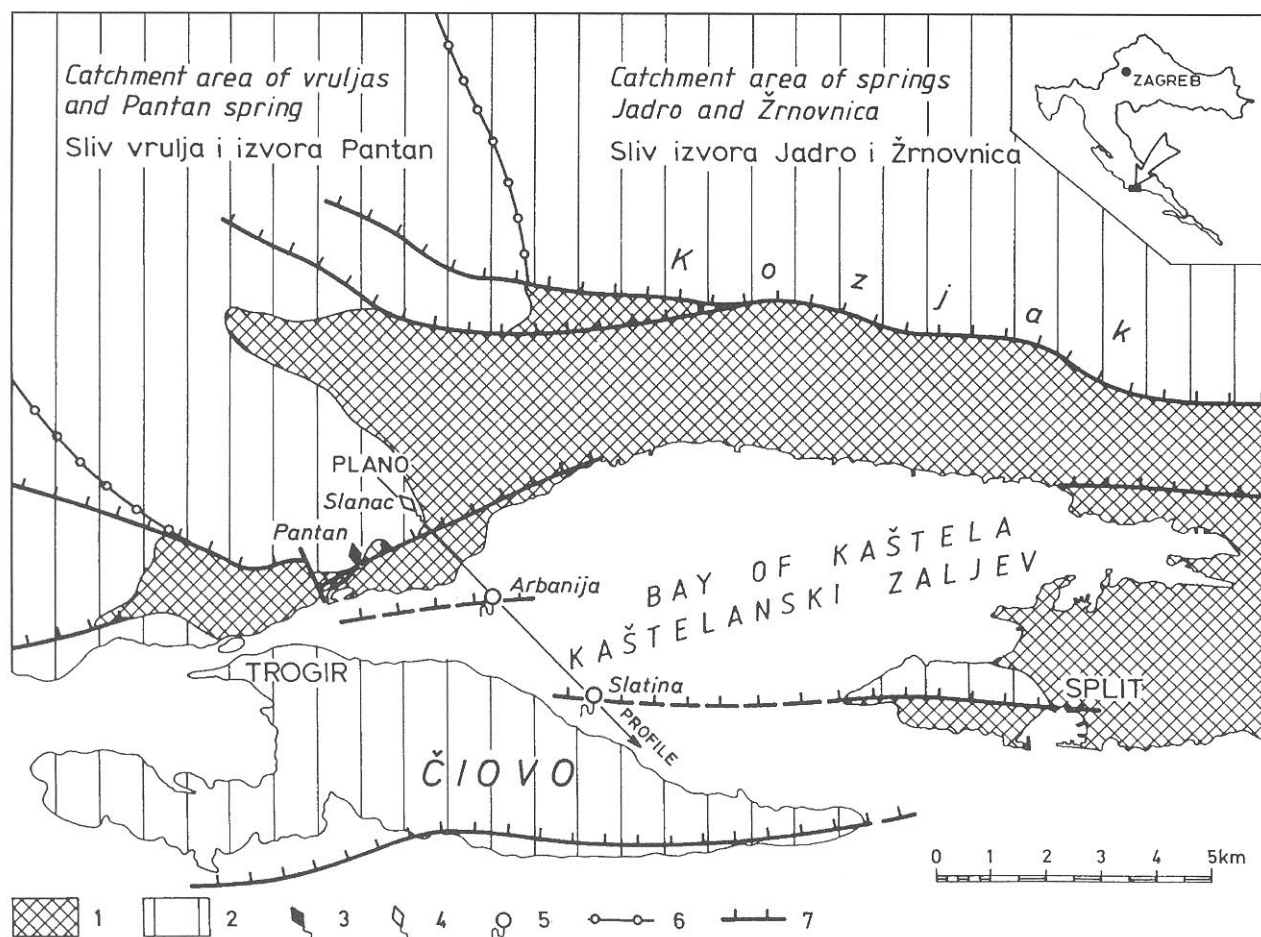 Catchment area of vruljas
and Pantan spring
Sliv vrulja i izvora Pantan
Catchment area of springs
Jadro and Žrnovnica
Sliv izvora Jadro i Žrnovnica
ZAGREB
Kozjak
PLANO
Slanac
Pantan
Arbanija
BAY OF KAŠTELA
KAŠTELANSKI ZALJEV
TROGIR
Slatina
SPLIT
PROFILE
ČIOVO
0 1 2 3 4 5km
1 2 3 4 5 6 7